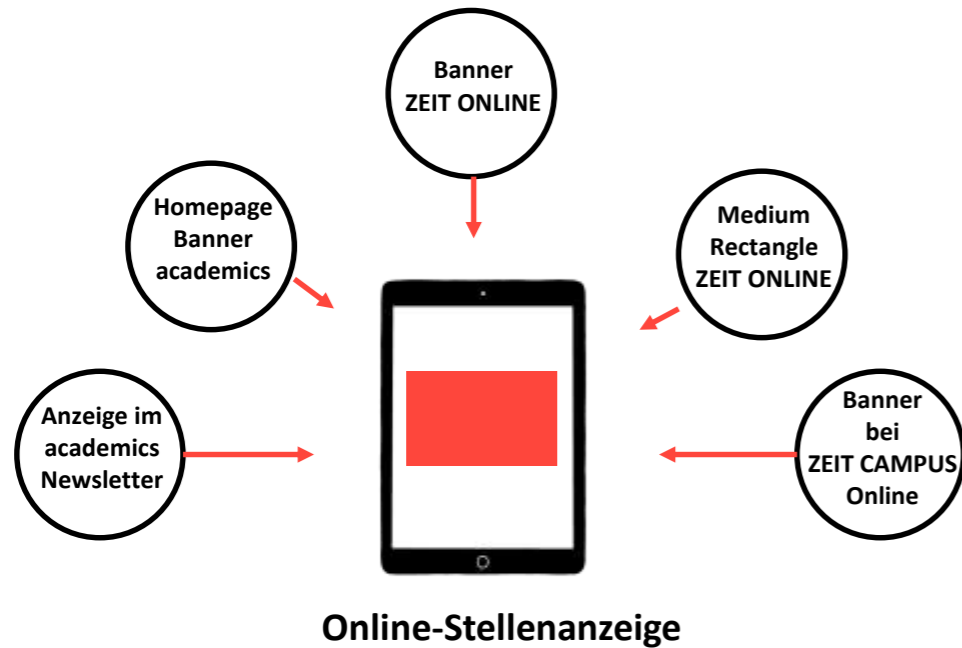 Banner
ZEIT ONLINE
Homepage
Banner
academics
Medium
Rectangle
ZEIT ONLINE
Anzeige im
academics
Newsletter
Banner
bei
ZEIT CAMPUS
Online
Online-Stellenanzeige